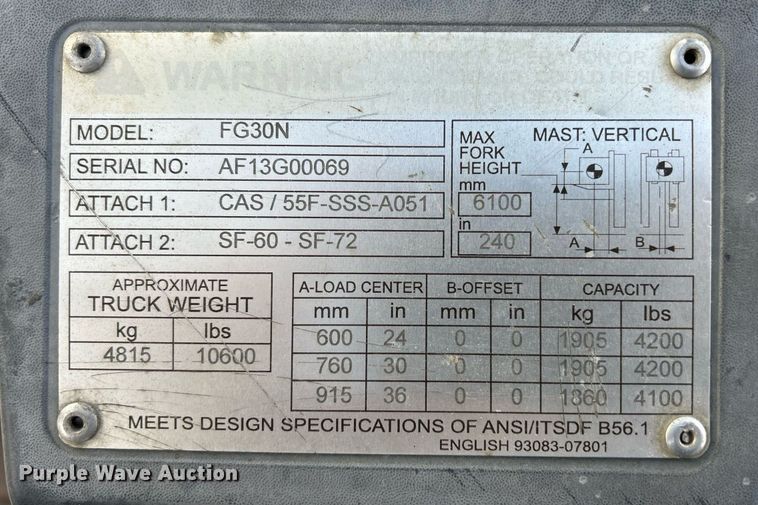 WARNING
OPERATION OR
COULD RESU
MODEL: FG30N
SERIAL NO: AF13G00069
ATTACH 1: CAS / 55F-SSS-A051
ATTACH 2: SF-60 - SF-72
MAX FORK HEIGHT
mm
6100
in
240
MAST: VERTICAL
A
A B
APPROXIMATE
TRUCK WEIGHT
kg lbs
4815 10600
A-LOAD CENTER B-OFFSET CAPACITY
mm in mm in kg lbs
600 24 0 0 1905 4200
760 30 0 0 1905 4200
915 36 0 0 1860 4100
MEETS DESIGN SPECIFICATIONS OF ANSI/ITSDF B56.1
ENGLISH 93083-07801
Purple Wave Auction